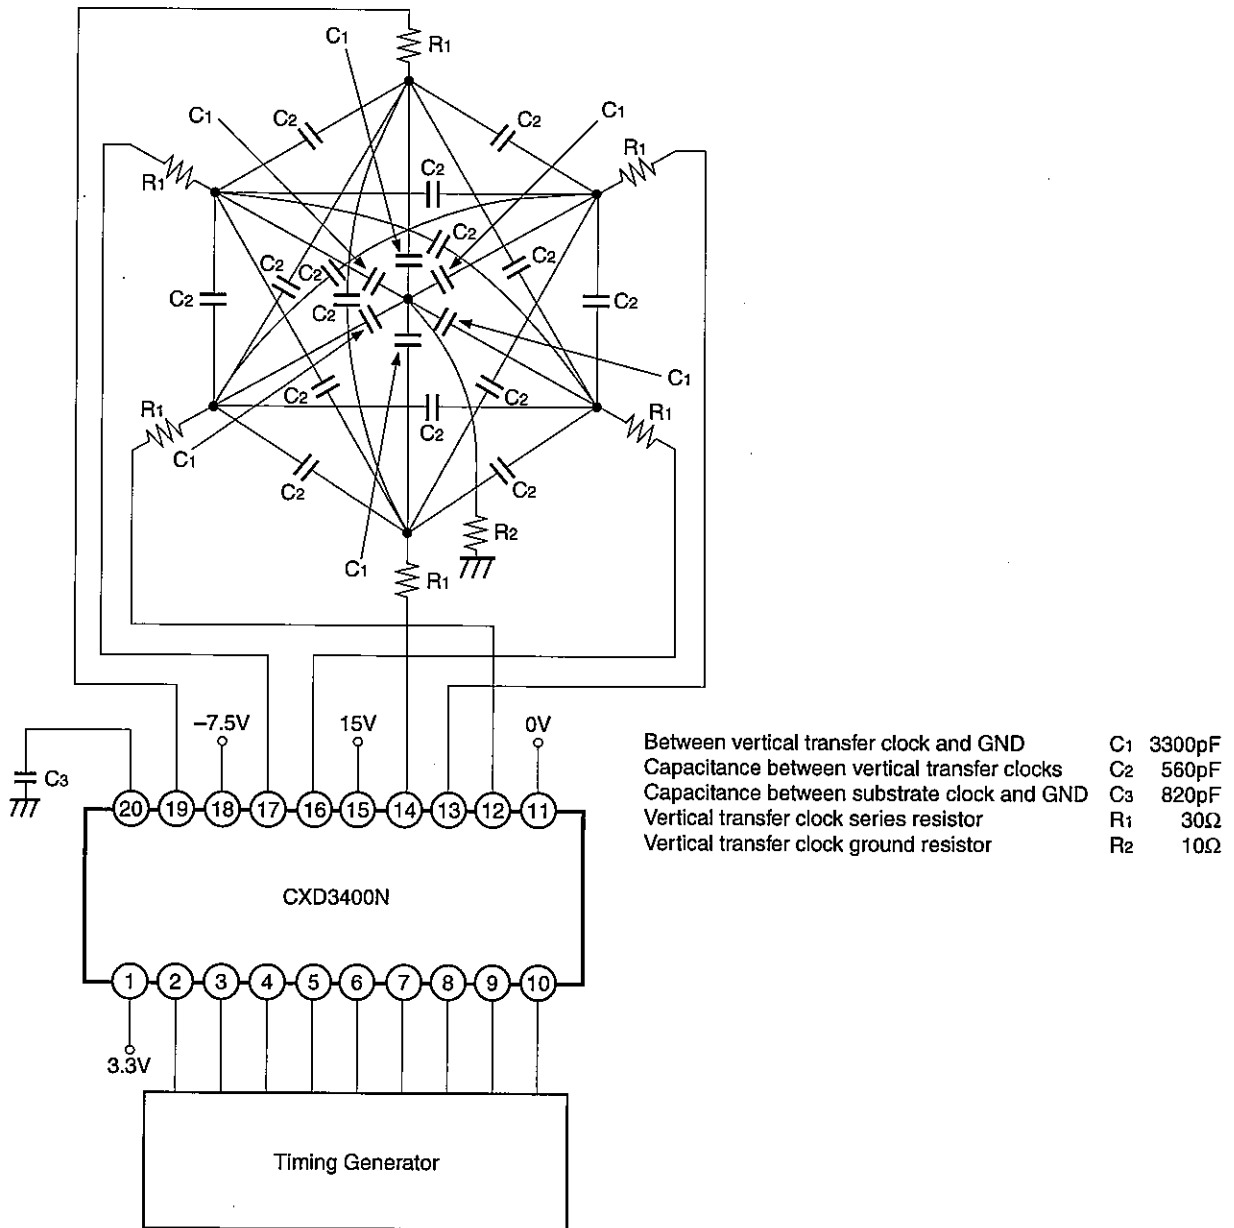 C1
R1
C1
C2
C2
C1
R1
R1
C2
C2
C2
C2
C2
C2
C2
C2
C2
C1
C2
C2
R1
R1
C2
C1
C2
C2
R2
C1
R1
–7.5V
15V
0V
C3
20 19 18 17 16 15 14 13 12 11
CXD3400N
1 2 3 4 5 6 7 8 9 10
3.3V
Timing Generator
Between vertical transfer clock and GND C1 3300pF
Capacitance between vertical transfer clocks C2 560pF
Capacitance between substrate clock and GND C3 820pF
Vertical transfer clock series resistor R1 30Ω
Vertical transfer clock ground resistor R2 10Ω